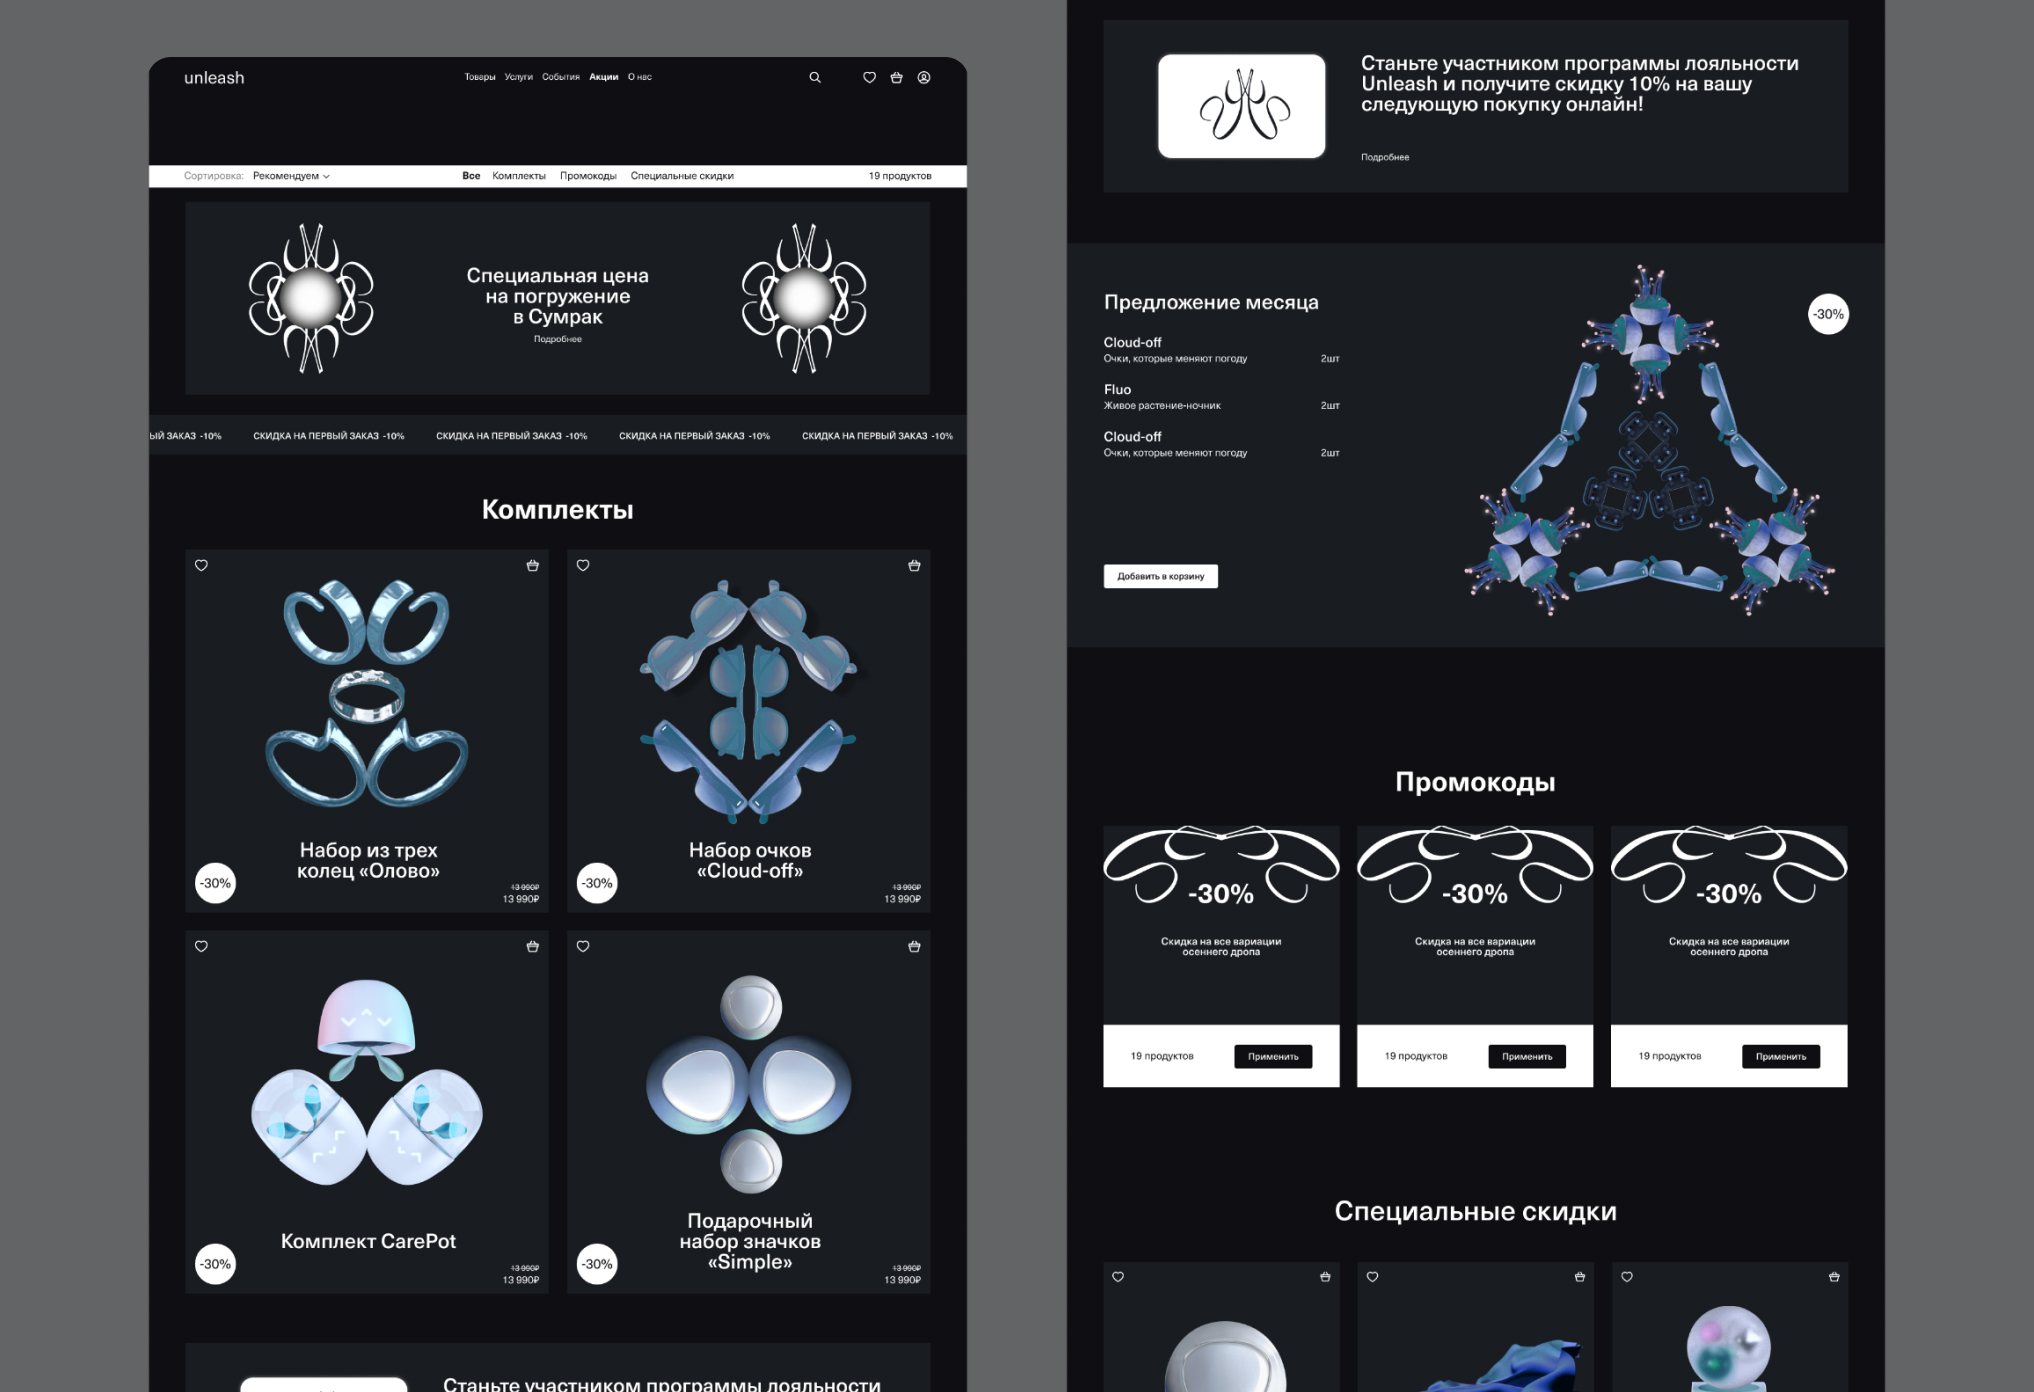 unleash
Товары Услуги События Акции О нас
Сортировка: Рекомендуем
Все Комплекты Промокоды Специальные скидки
19 продуктов
Специальная цена
на погружение
в Сумрак
Подробнее
ЫЙ ЗАКАЗ -10% СКИДКА НА ПЕРВЫЙ ЗАКАЗ -10% СКИДКА НА ПЕРВЫЙ ЗАКАЗ -10% СКИДКА НА ПЕРВЫЙ ЗАКАЗ -10% СКИДКА НА ПЕРВЫЙ ЗАКАЗ -10%
Комплекты
Набор из трех
колец «Олово»
-30%
13 990₽
13 990₽
Набор очков
«Cloud-off»
-30%
13 990₽
13 990₽
Комплект CarePot
-30%
13 990₽
13 990₽
Подарочный
набор значков
«Simple»
-30%
13 990₽
13 990₽
Станьте участником программы лояльности
Станьте участником программы лояльности
Unleash и получите скидку 10% на вашу
следующую покупку онлайн!
Подробнее
Предложение месяца
-30%
Cloud-off
Очки, которые меняют погоду 2шт
Fluo
Живое растение-ночник 2шт
Cloud-off
Очки, которые меняют погоду 2шт
Добавить в корзину
Промокоды
-30%
Скидка на все вариации
осеннего дропа
19 продуктов Применить
-30%
Скидка на все вариации
осеннего дропа
19 продуктов Применить
-30%
Скидка на все вариации
осеннего дропа
19 продуктов Применить
Специальные скидки